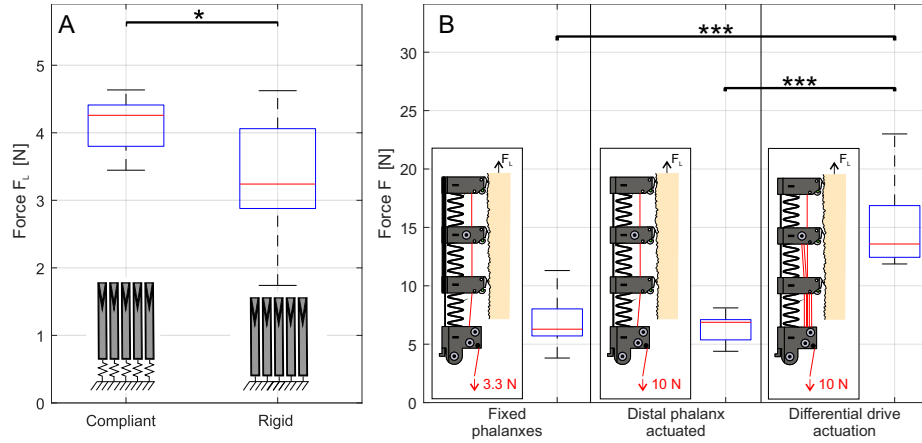 A
*
Force F_L [N]
5
4
3
2
1
0
Compliant
Rigid
B
***
***
Force F_L [N]
30
25
20
15
10
5
0
F_L
F_L
F_L
3.3 N
10 N
10 N
Fixed
phalanxes
Distal phalanx
actuated
Differential drive
actuation